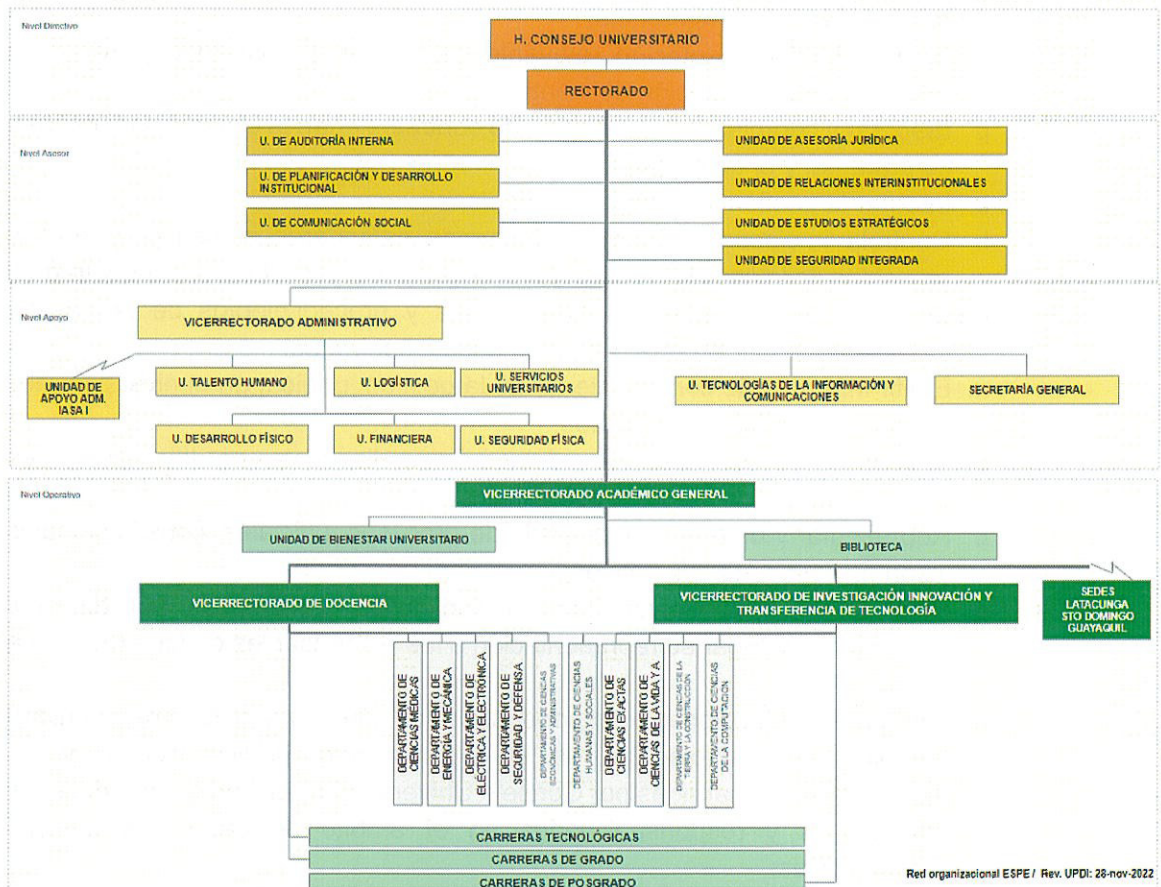 Nivel Directivo
H. CONSEJO UNIVERSITARIO
RECTORADO
Nivel Asesor
U. DE AUDITORÍA INTERNA
UNIDAD DE ASESORÍA JURÍDICA
U. DE PLANIFICACIÓN Y DESARROLLO
INSTITUCIONAL
UNIDAD DE RELACIONES INTERINSTITUCIONALES
U. DE COMUNICACIÓN SOCIAL
UNIDAD DE ESTUDIOS ESTRATÉGICOS
UNIDAD DE SEGURIDAD INTEGRADA
Nivel Apoyo
VICERRECTORADO ADMINISTRATIVO
UNIDAD DE
APOYO ADM.
IASA I
U. TALENTO HUMANO
U. LOGÍSTICA
U. SERVICIOS
UNIVERSITARIOS
U. TECNOLOGÍAS DE LA INFORMACIÓN Y
COMUNICACIONES
SECRETARÍA GENERAL
U. DESARROLLO FÍSICO
U. FINANCIERA
U. SEGURIDAD FÍSICA
Nivel Operativo
VICERRECTORADO ACADÉMICO GENERAL
UNIDAD DE BIENESTAR UNIVERSITARIO
BIBLIOTECA
VICERRECTORADO DE DOCENCIA
VICERRECTORADO DE INVESTIGACIÓN INNOVACIÓN Y
TRANSFERENCIA DE TECNOLOGÍA
SEDES
LATACUNGA
STO DOMINGO
GUAYAQUIL
DEPARTAMENTO DE
CIENCIAS MÉDICAS
DEPARTAMENTO DE
ENERGIA Y MECÁNICA
DEPARTAMENTO DE
ELÉCTRICA Y ELECTRÓNICA
DEPARTAMENTO DE
SEGURIDAD Y DEFENSA
DEPARTAMENTO DE CIENCIAS
ECONÓMICAS Y ADMINISTRATIVAS
DEPARTAMENTO DE CIENCIAS
HUMANAS Y SOCIALES
DEPARTAMENTO DE
CIENCIAS EXACTAS
DEPARTAMENTO DE
CIENCIAS DE LA VIDA Y A.
DEPARTAMENTO DE CIENCIAS DE LA
TIERRA Y LA CONSTRUCCIÓN
DEPARTAMENTO DE CIENCIAS
DE LA COMPUTACIÓN
CARRERAS TECNOLÓGICAS
CARRERAS DE GRADO
CARRERAS DE POSGRADO
Red organizacional ESPE / Rev. UPDI: 28-nov-2022